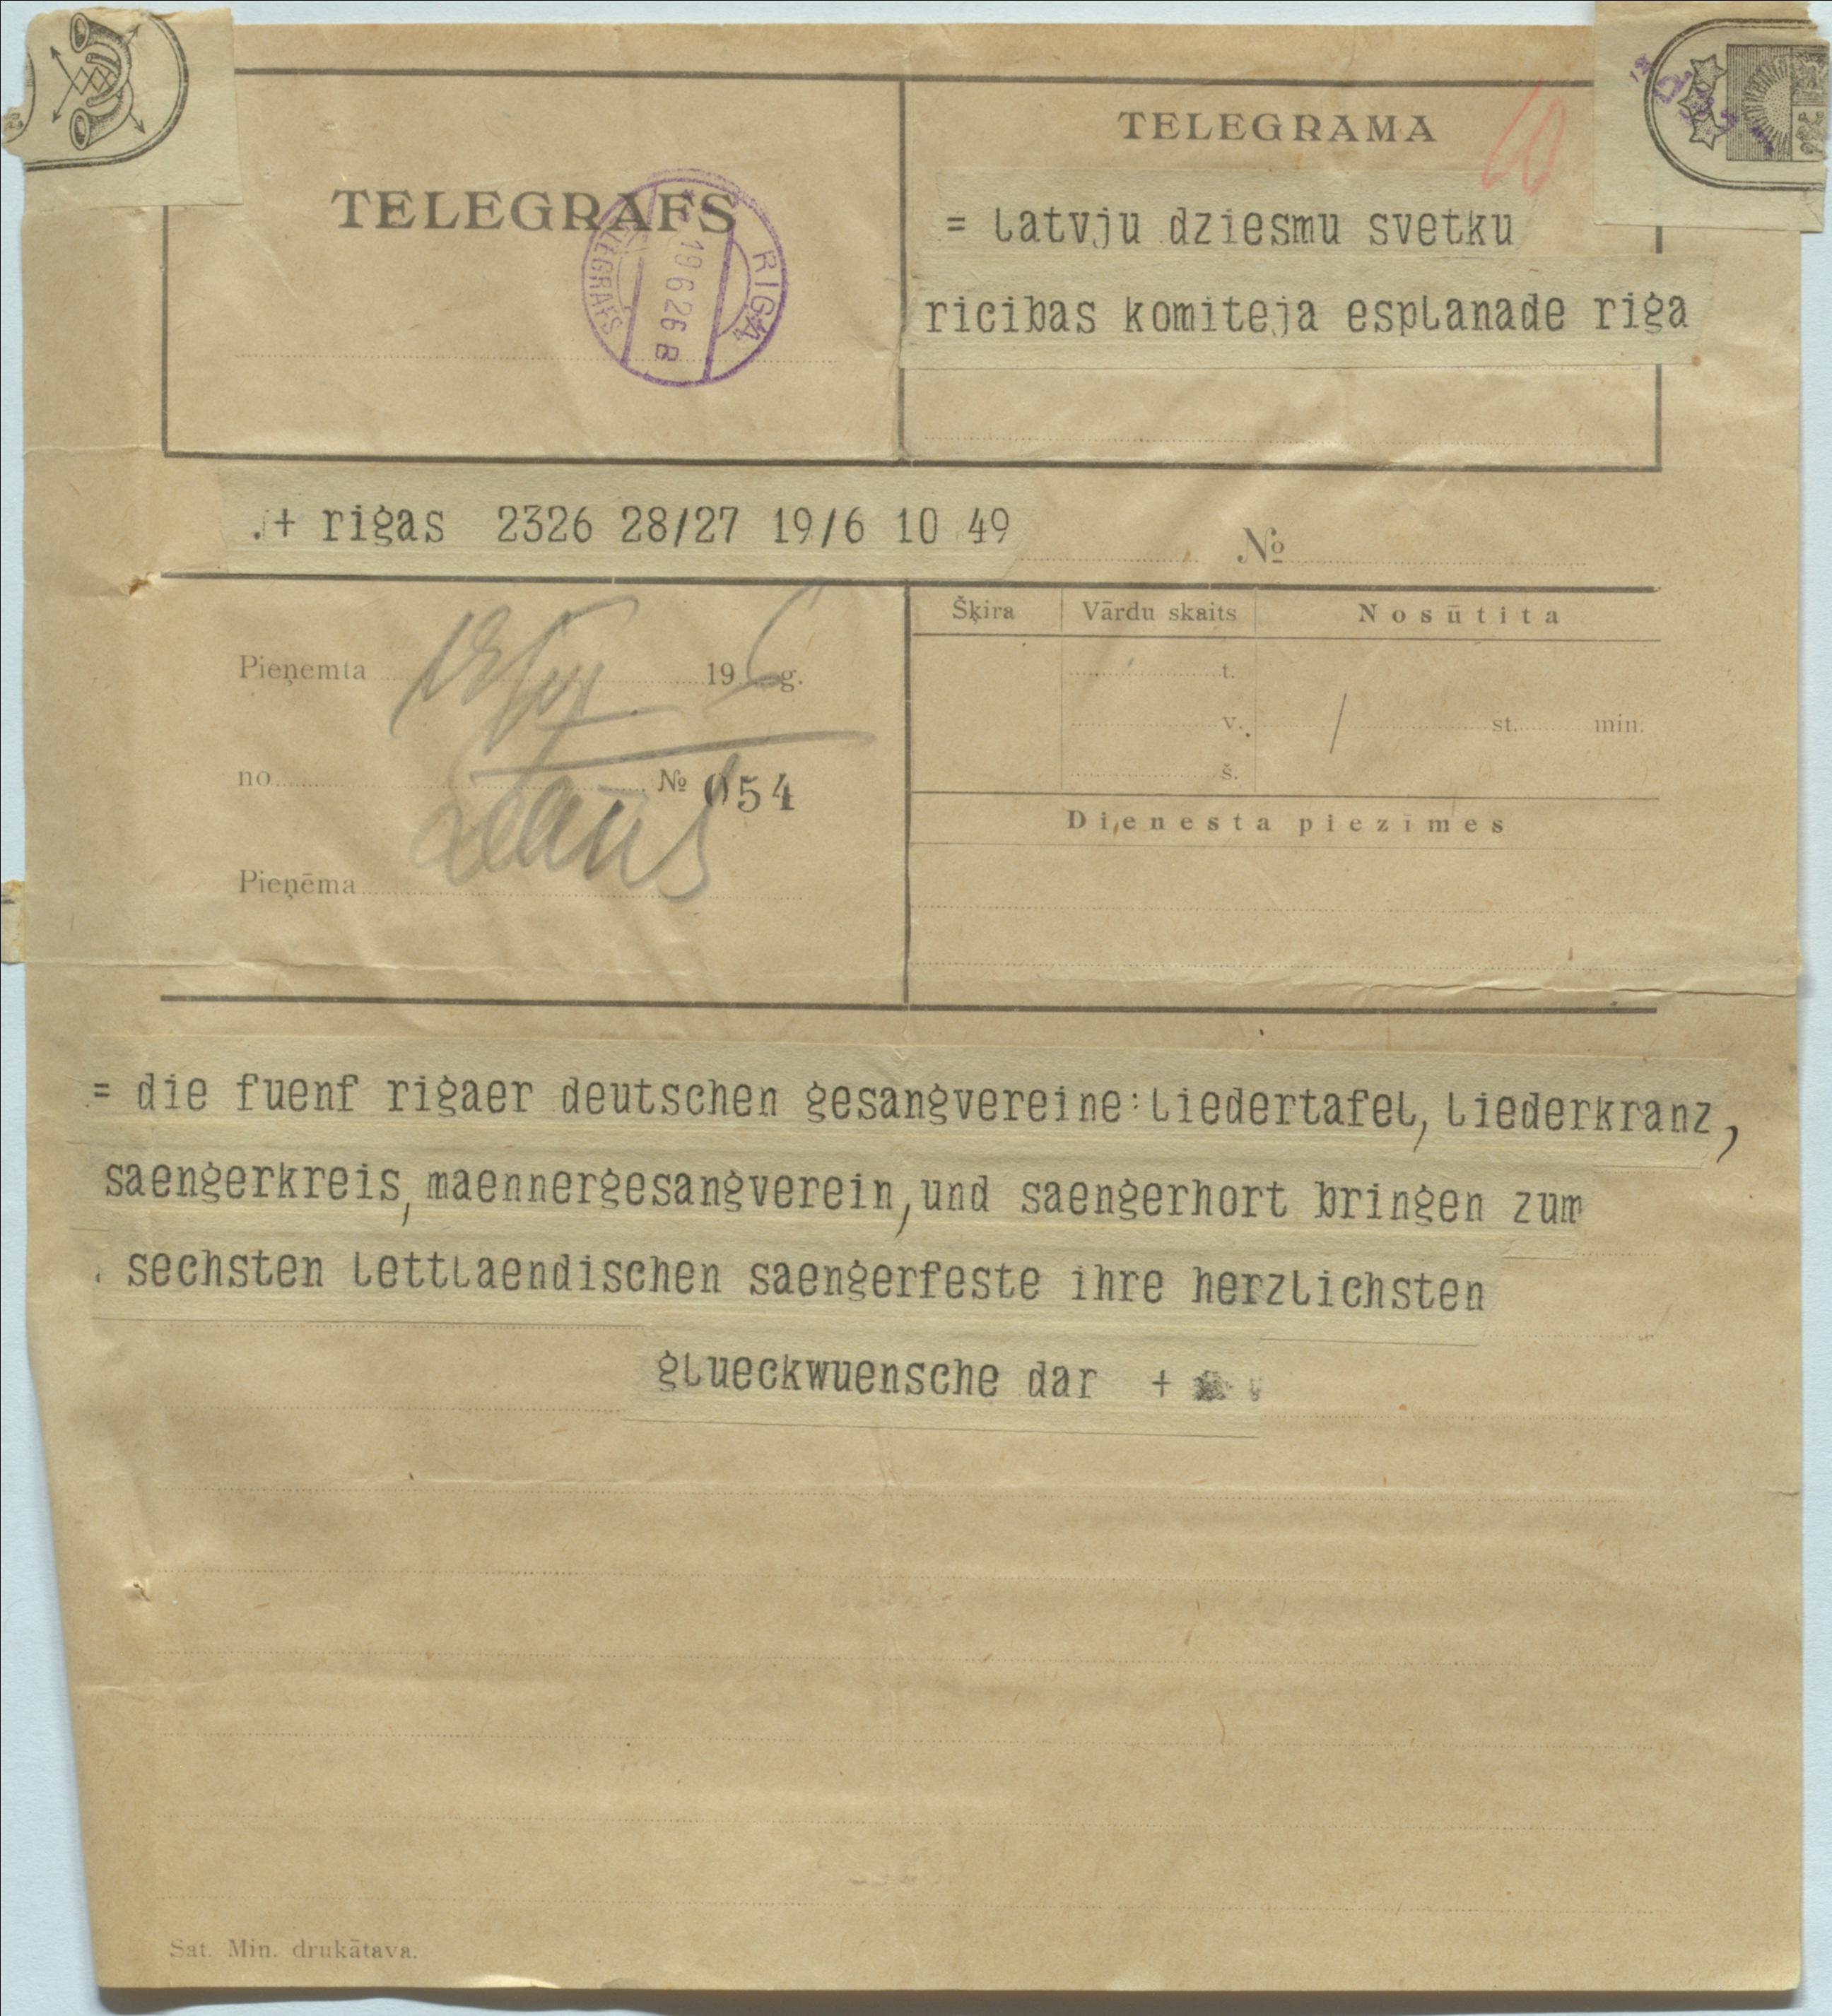 TELEGRAFS
RIGA
TELEGRAFS
19 6 26 B
TELEGRAMA
= latvju dziesmu svetku
ricibas komiteja esplanade riga
.+ rigas 2326 28/27 19/6 10 49
№
Pieņemta 19 g.
no № 054
Pieņēma
Šķira Vārdu skaits Nosūtita
t.
v. / st. min.
š.
Dienesta piezīmes
= die fuenf rigaer deutschen gesangvereine:liedertafel, liederkranz,
saengerkreis, maennergesangverein,und saengerhort bringen zum
sechsten lettlaendischen saengerfeste ihre herzlichsten
glueckwuensche dar +
Sat. Min. drukātava.